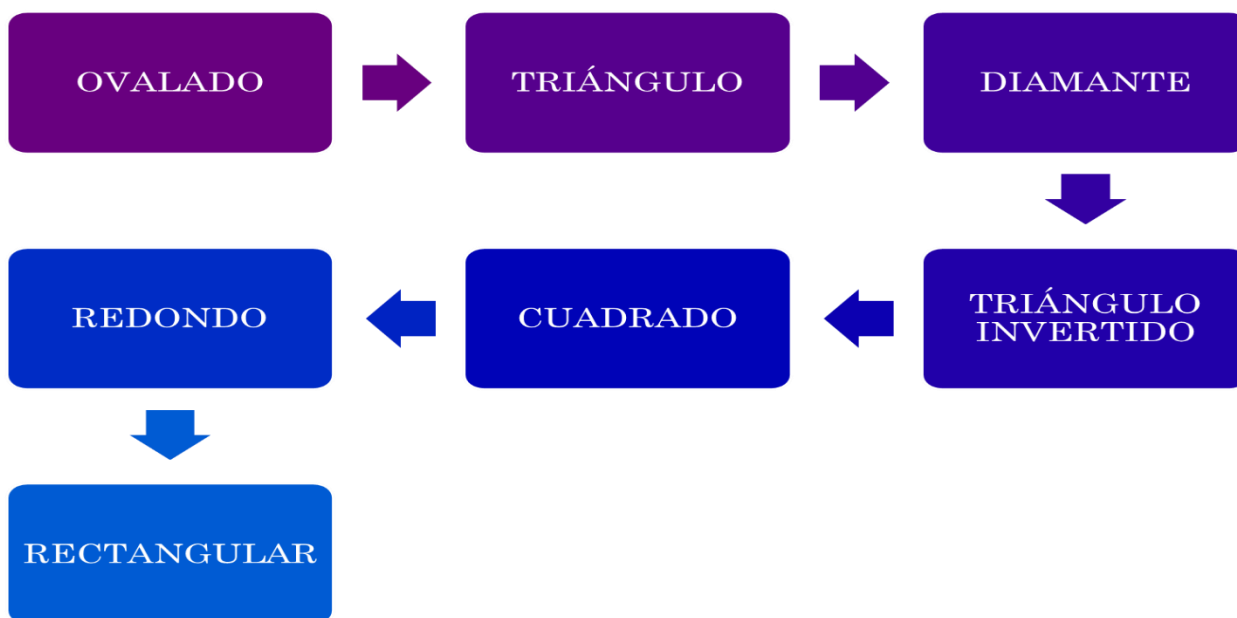 OVALADO
TRIÁNGULO
DIAMANTE
TRIÁNGULO
INVERTIDO
CUADRADO
REDONDO
RECTANGULAR